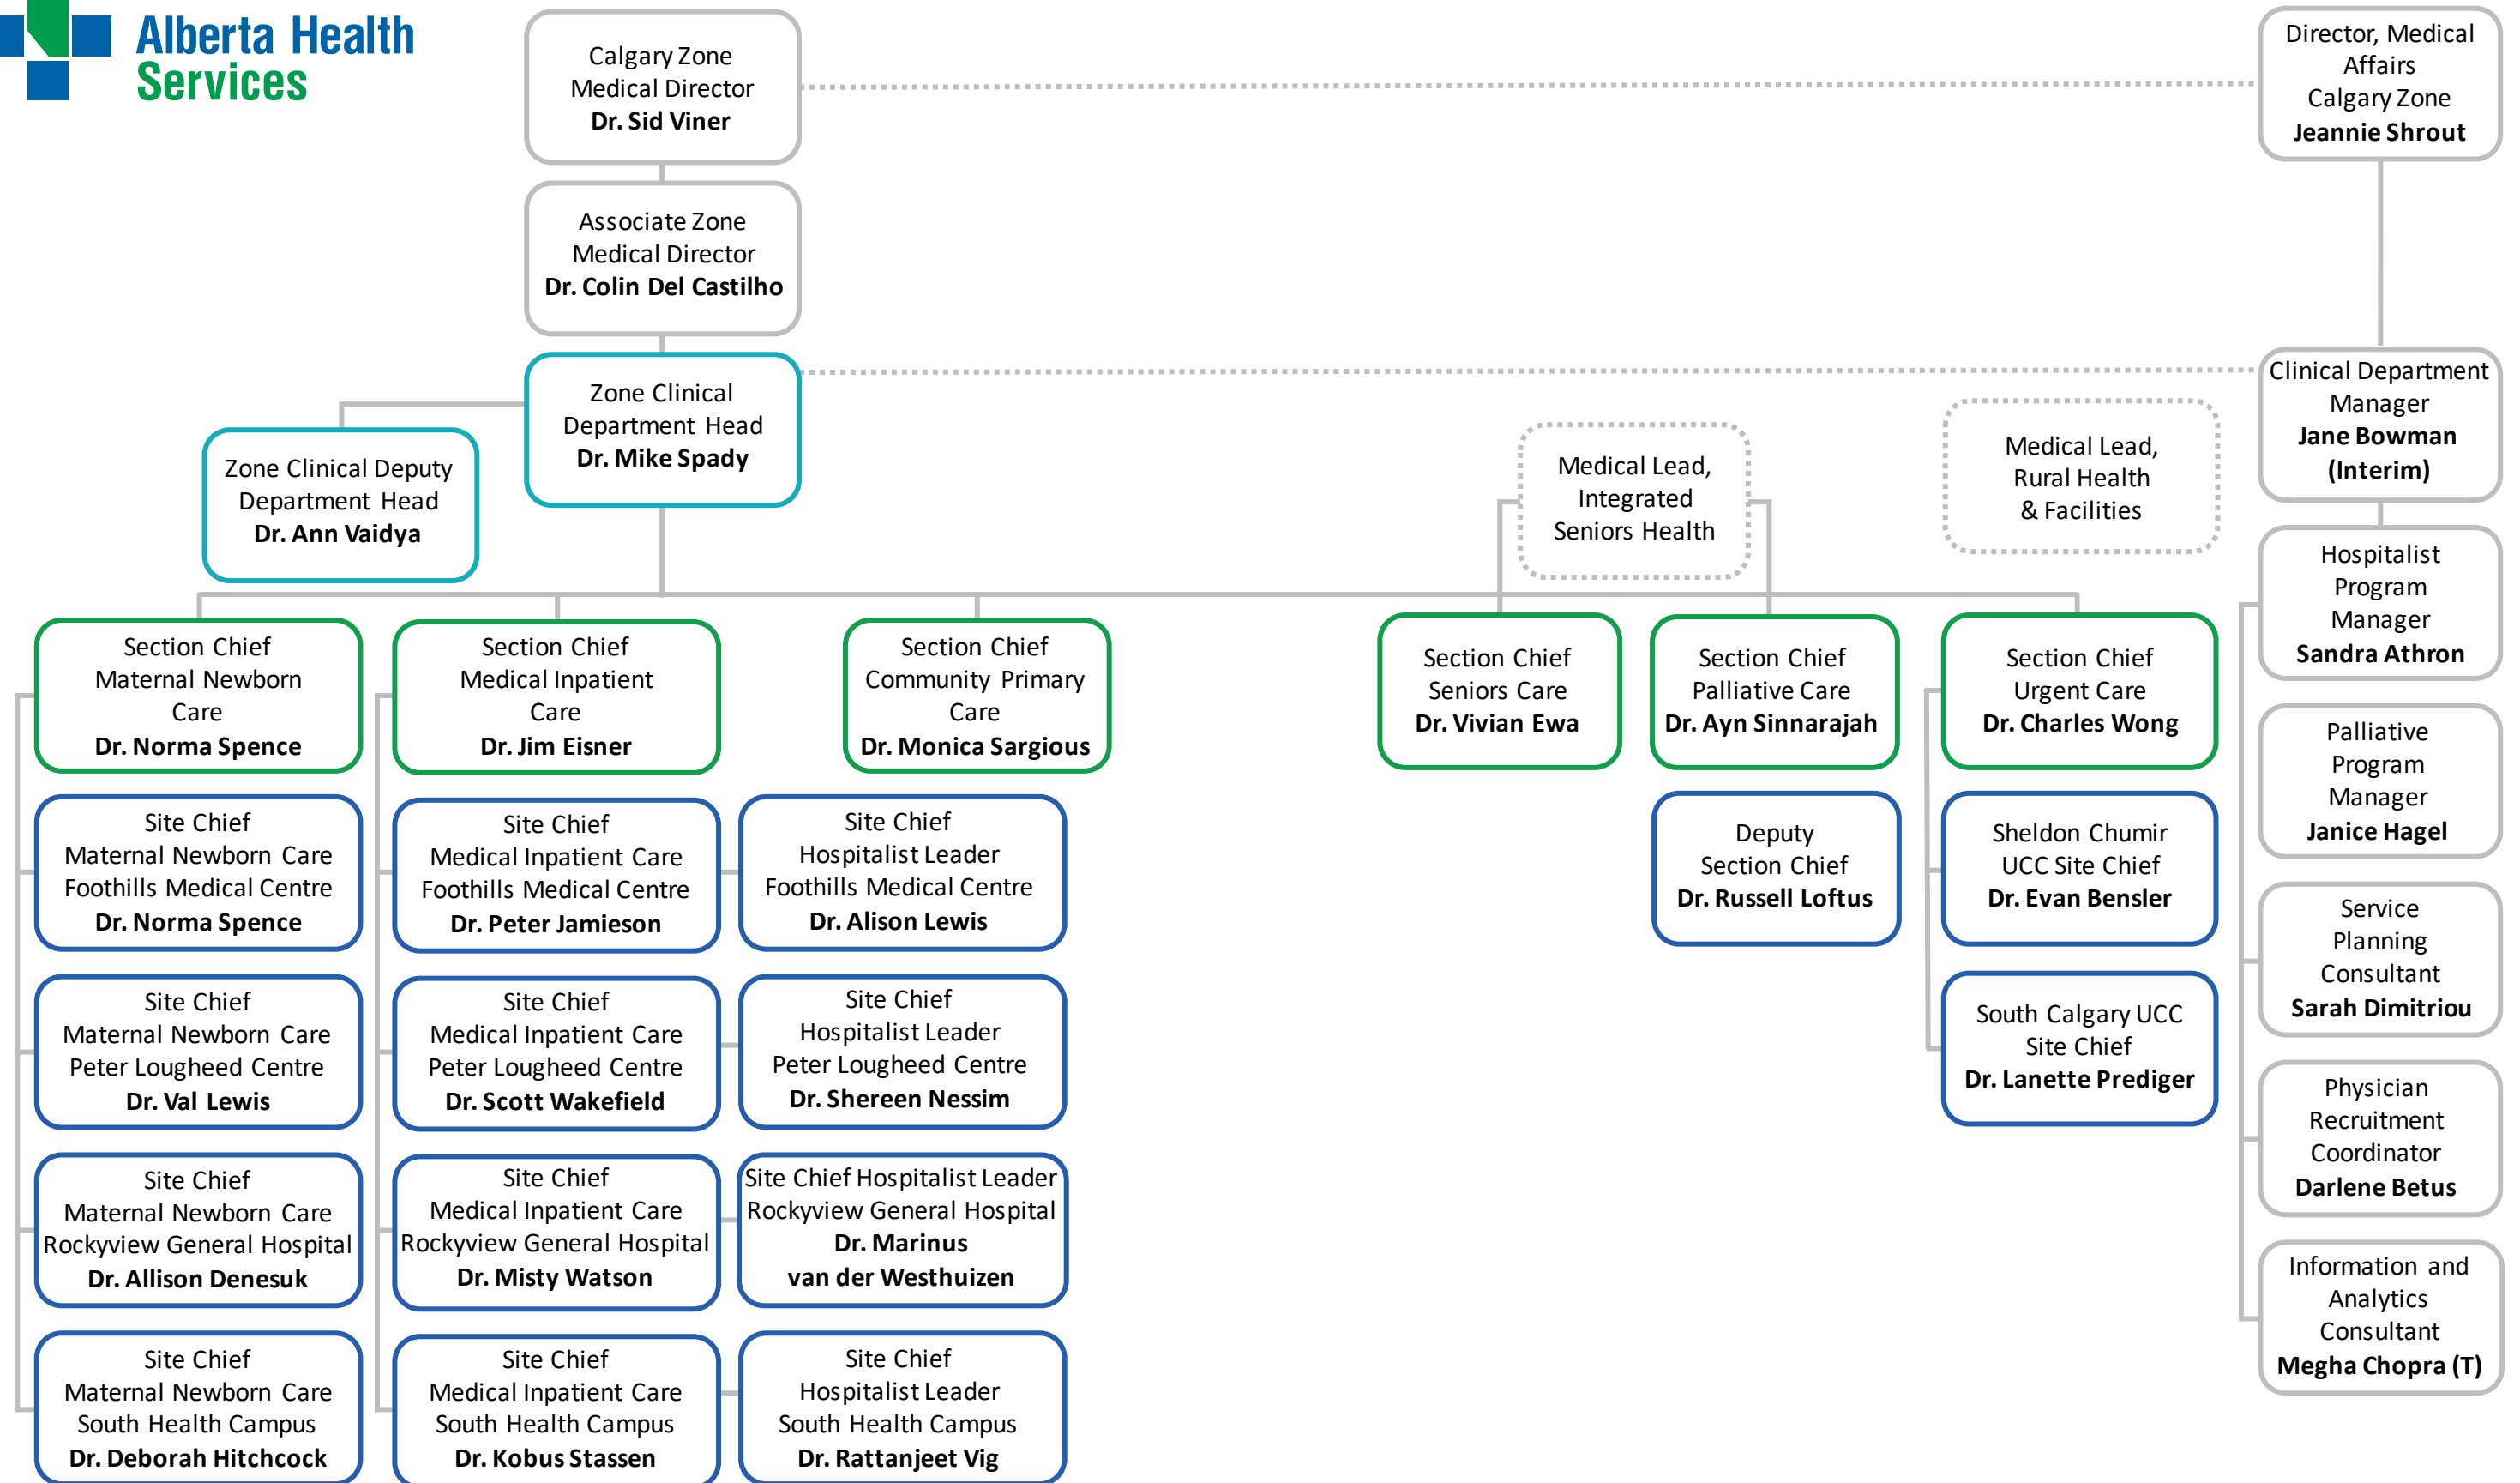 Alberta Health
Services
Calgary Zone
Medical Director
Dr. Sid Viner
Director, Medical
Affairs
Calgary Zone
Jeannie Shrout
Associate Zone
Medical Director
Dr. Colin Del Castilho
Zone Clinical
Department Head
Dr. Mike Spady
Clinical Department
Manager
Jane Bowman
(Interim)
Zone Clinical Deputy
Department Head
Dr. Ann Vaidya
Medical Lead,
Integrated
Seniors Health
Medical Lead,
Rural Health
& Facilities
Section Chief
Maternal Newborn
Care
Dr. Norma Spence
Section Chief
Medical Inpatient
Care
Dr. Jim Eisner
Section Chief
Community Primary
Care
Dr. Monica Sargious
Section Chief
Seniors Care
Dr. Vivian Ewa
Section Chief
Palliative Care
Dr. Ayn Sinnarajah
Section Chief
Urgent Care
Dr. Charles Wong
Hospitalist
Program
Manager
Sandra Athron
Site Chief
Maternal Newborn Care
Foothills Medical Centre
Dr. Norma Spence
Site Chief
Medical Inpatient Care
Foothills Medical Centre
Dr. Peter Jamieson
Site Chief
Hospitalist Leader
Foothills Medical Centre
Dr. Alison Lewis
Deputy
Section Chief
Dr. Russell Loftus
Sheldon Chumir
UCC Site Chief
Dr. Evan Bensler
Palliative
Program
Manager
Janice Hagel
Site Chief
Maternal Newborn Care
Peter Lougheed Centre
Dr. Val Lewis
Site Chief
Medical Inpatient Care
Peter Lougheed Centre
Dr. Scott Wakefield
Site Chief
Hospitalist Leader
Peter Lougheed Centre
Dr. Shereen Nessim
South Calgary UCC
Site Chief
Dr. Lanette Prediger
Service
Planning
Consultant
Sarah Dimitriou
Site Chief
Maternal Newborn Care
Rockyview General Hospital
Dr. Allison Denesuk
Site Chief
Medical Inpatient Care
Rockyview General Hospital
Dr. Misty Watson
Site Chief Hospitalist Leader
Rockyview General Hospital
Dr. Marinus
van der Westhuizen
Physician
Recruitment
Coordinator
Darlene Betus
Site Chief
Maternal Newborn Care
South Health Campus
Dr. Deborah Hitchcock
Site Chief
Medical Inpatient Care
South Health Campus
Dr. Kobus Stassen
Site Chief
Hospitalist Leader
South Health Campus
Dr. Rattanjeet Vig
Information and
Analytics
Consultant
Megha Chopra (T)